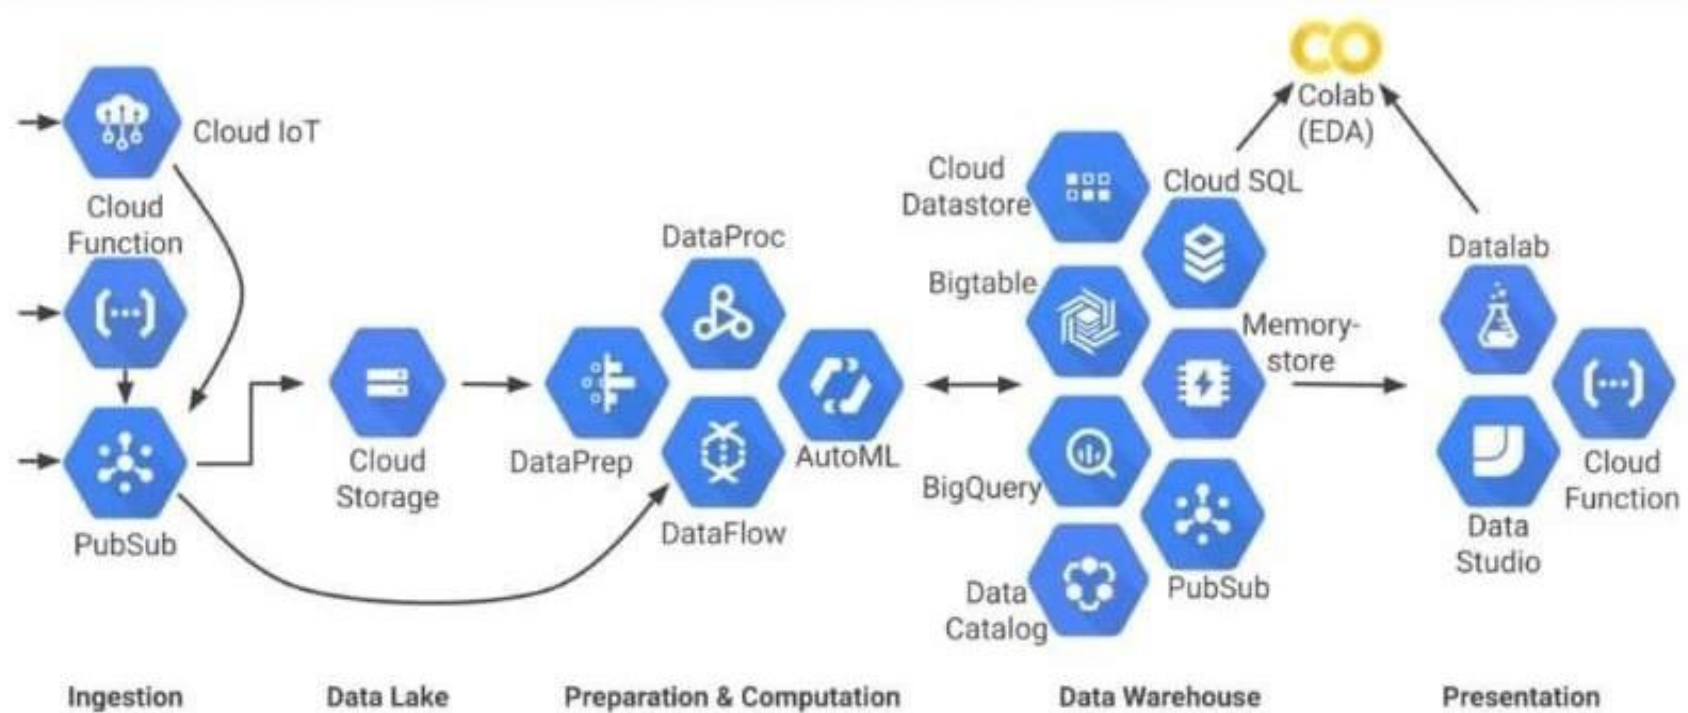 CO
Colab
(EDA)
Cloud IoT
Cloud
Function
PubSub
Cloud
Storage
DataProc
DataPrep
AutoML
DataFlow
Cloud
Datastore
Cloud SQL
Bigtable
Memory-
store
BigQuery
PubSub
Data
Catalog
Datalab
Cloud
Function
Data
Studio
Ingestion
Data Lake
Preparation & Computation
Data Warehouse
Presentation